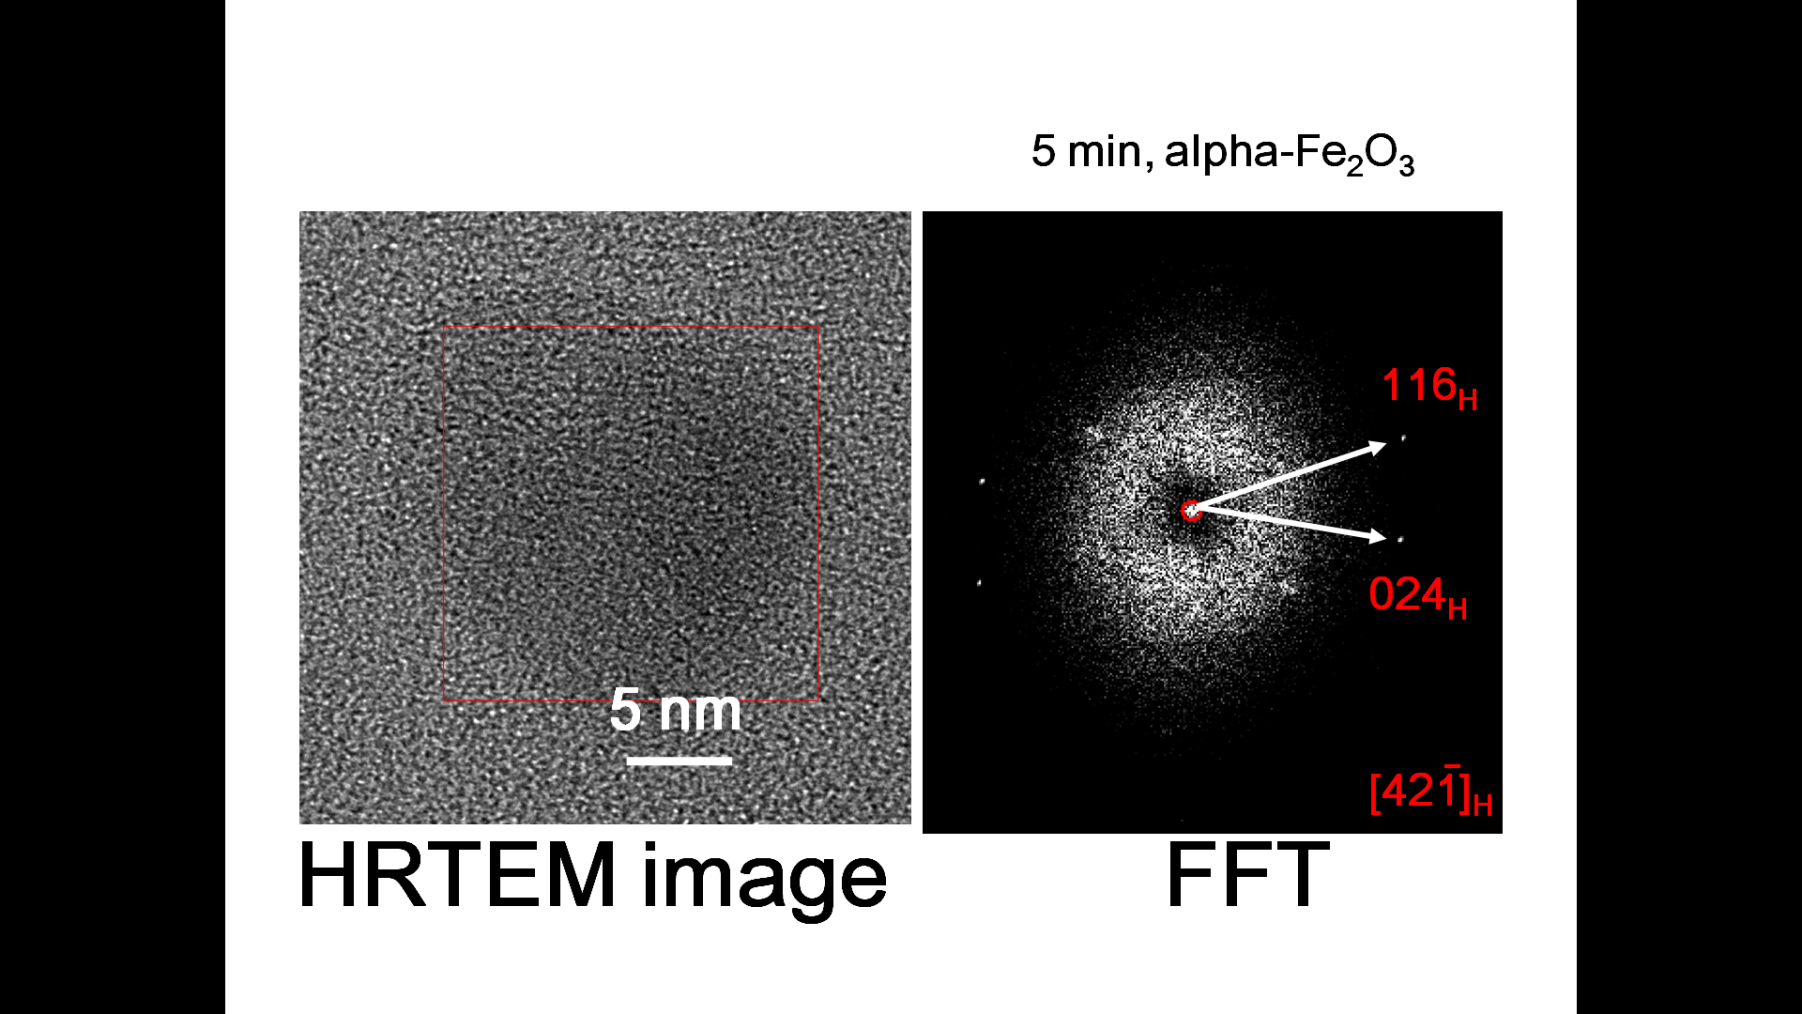 5 min, alpha-Fe₂O₃
116H
024H
5 nm
[421̄]H
HRTEM image
FFT